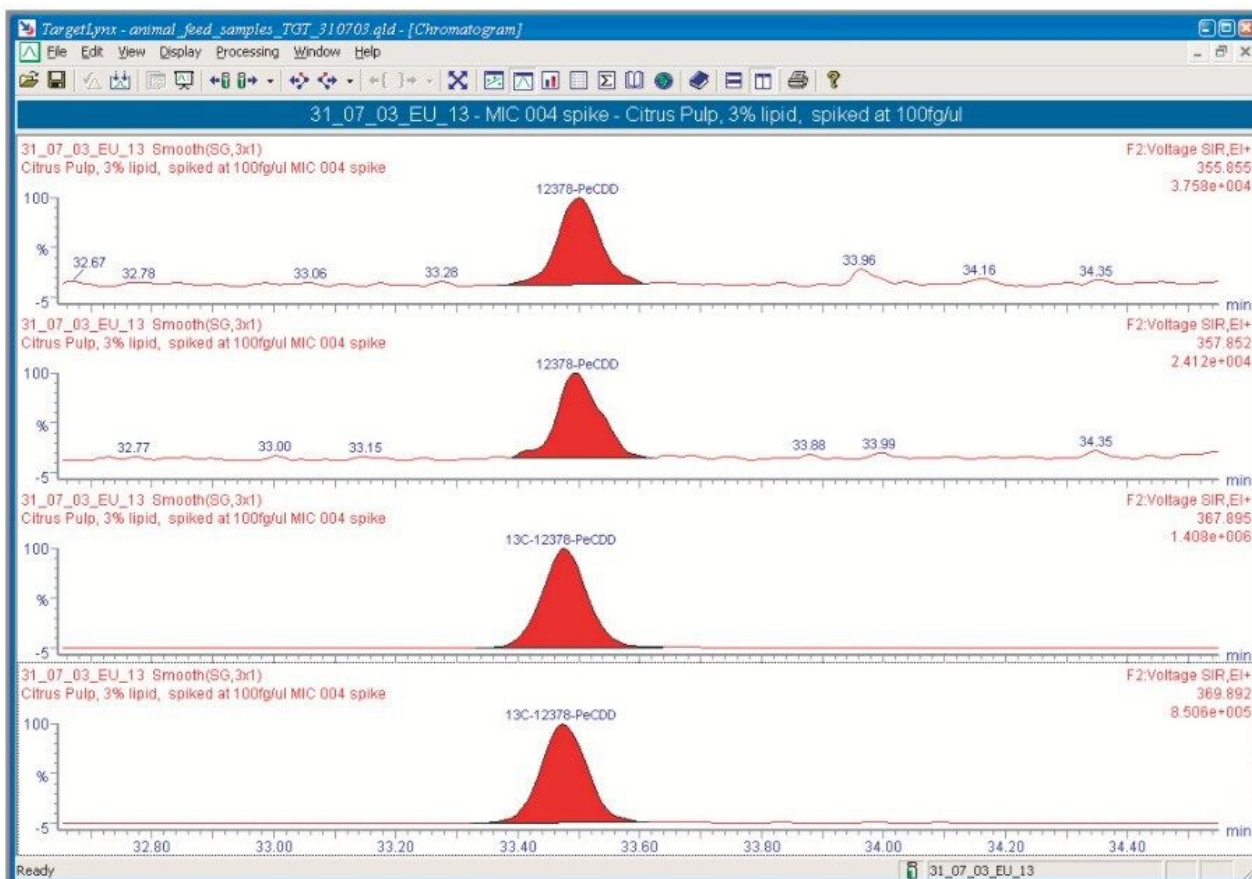 TargetLynx - animal_feed_samples_TGT_310703.qld - [Chromatogram]
File Edit View Display Processing Window Help
31_07_03_EU_13 - MIC 004 spike - Citrus Pulp, 3% lipid, spiked at 100fg/ul
31_07_03_EU_13 Smooth(SG,3x1)
Citrus Pulp, 3% lipid, spiked at 100fg/ul MIC 004 spike
F2:Voltage SIR,EI+
355.855
3.758e+004
100
%
-5
12378-PeCDD
32.67
32.78
33.06
33.28
33.96
34.16
34.35
min
31_07_03_EU_13 Smooth(SG,3x1)
Citrus Pulp, 3% lipid, spiked at 100fg/ul MIC 004 spike
F2:Voltage SIR,EI+
357.852
2.412e+004
100
%
-5
12378-PeCDD
32.77
33.00
33.15
33.88
33.99
34.35
min
31_07_03_EU_13 Smooth(SG,3x1)
Citrus Pulp, 3% lipid, spiked at 100fg/ul MIC 004 spike
F2:Voltage SIR,EI+
367.895
1.408e+006
100
%
-5
13C-12378-PeCDD
min
31_07_03_EU_13 Smooth(SG,3x1)
Citrus Pulp, 3% lipid, spiked at 100fg/ul MIC 004 spike
F2:Voltage SIR,EI+
369.892
8.506e+005
100
%
-5
13C-12378-PeCDD
min
32.80 33.00 33.20 33.40 33.60 33.80 34.00 34.20 34.40
Ready
31_07_03_EU_13